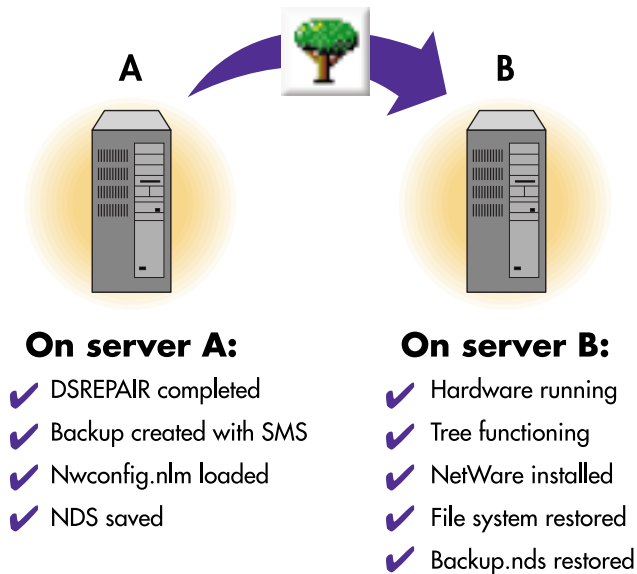 A
B
On server A:
DSREPAIR completed
Backup created with SMS
Nwconfig.nlm loaded
NDS saved
On server B:
Hardware running
Tree functioning
NetWare installed
File system restored
Backup.nds restored